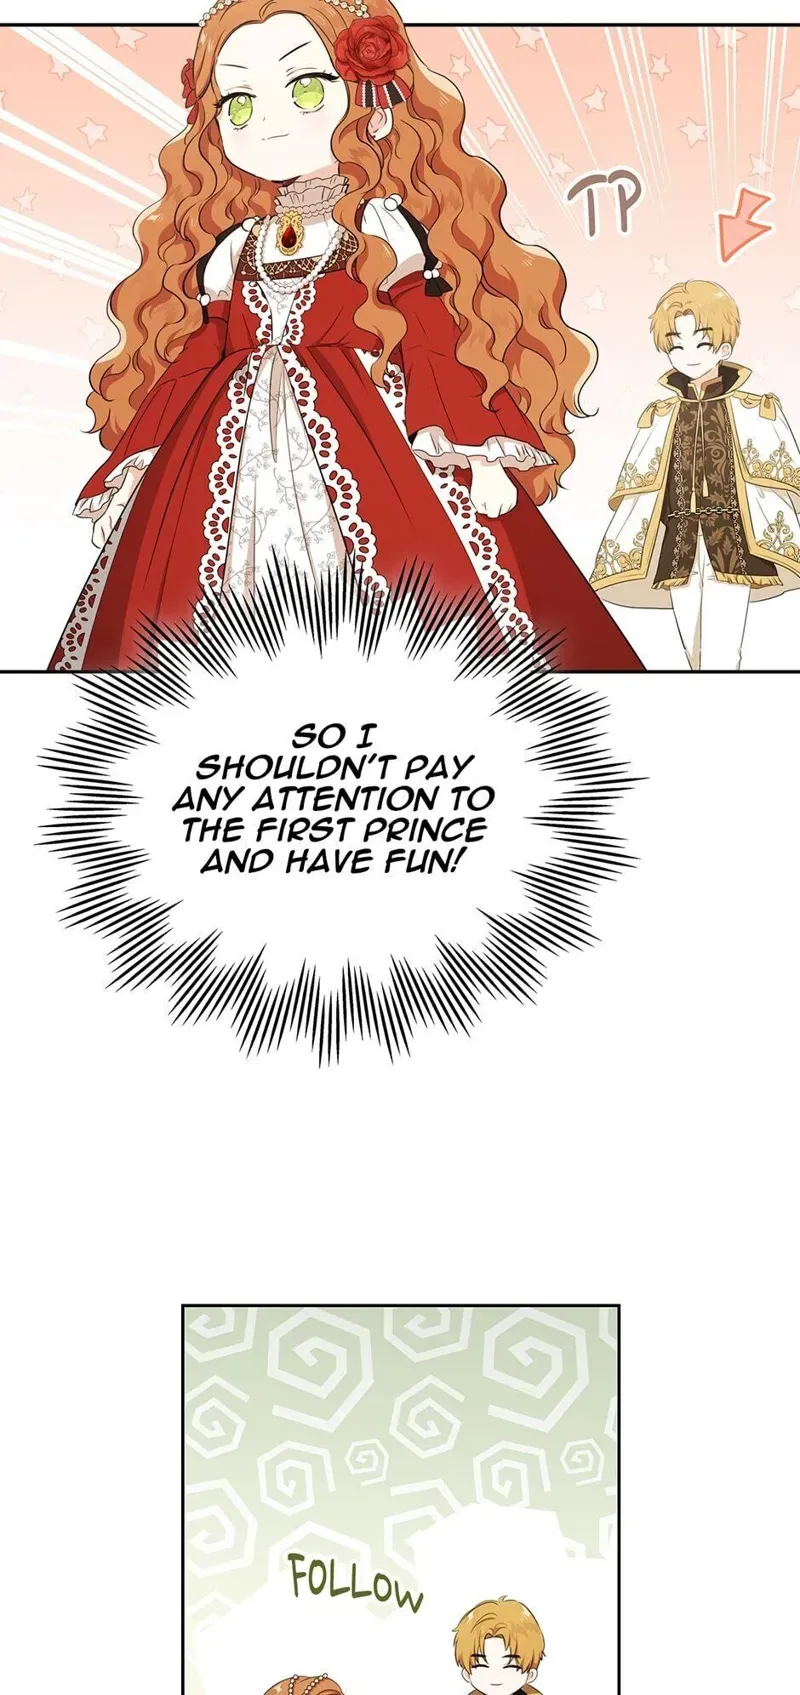 TP
SO I
SHOULDN'T PAY
ANY ATTENTION TO
THE FIRST PRINCE
AND HAVE FUN!
FOLLOW